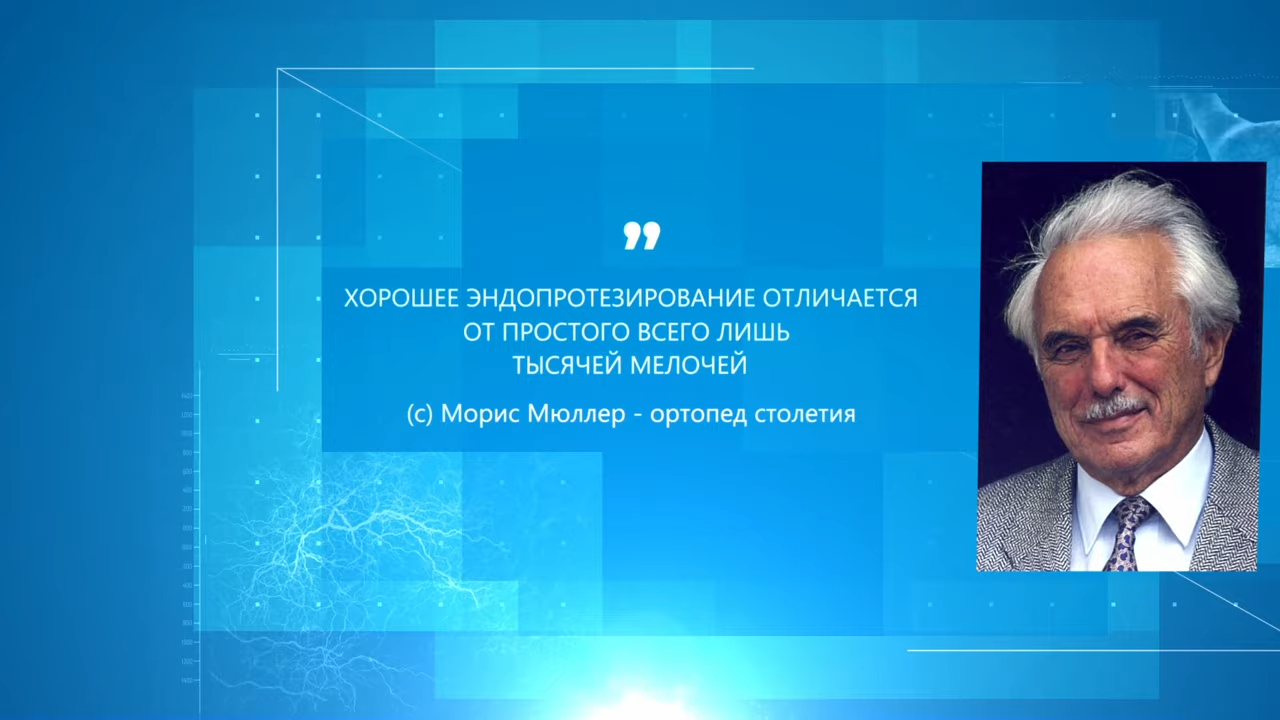 ”
ХОРОШЕЕ ЭНДОПРОТЕЗИРОВАНИЕ ОТЛИЧАЕТСЯ
ОТ ПРОСТОГО ВСЕГО ЛИШЬ
ТЫСЯЧЕЙ МЕЛОЧЕЙ
(с) Морис Мюллер - ортопед столетия